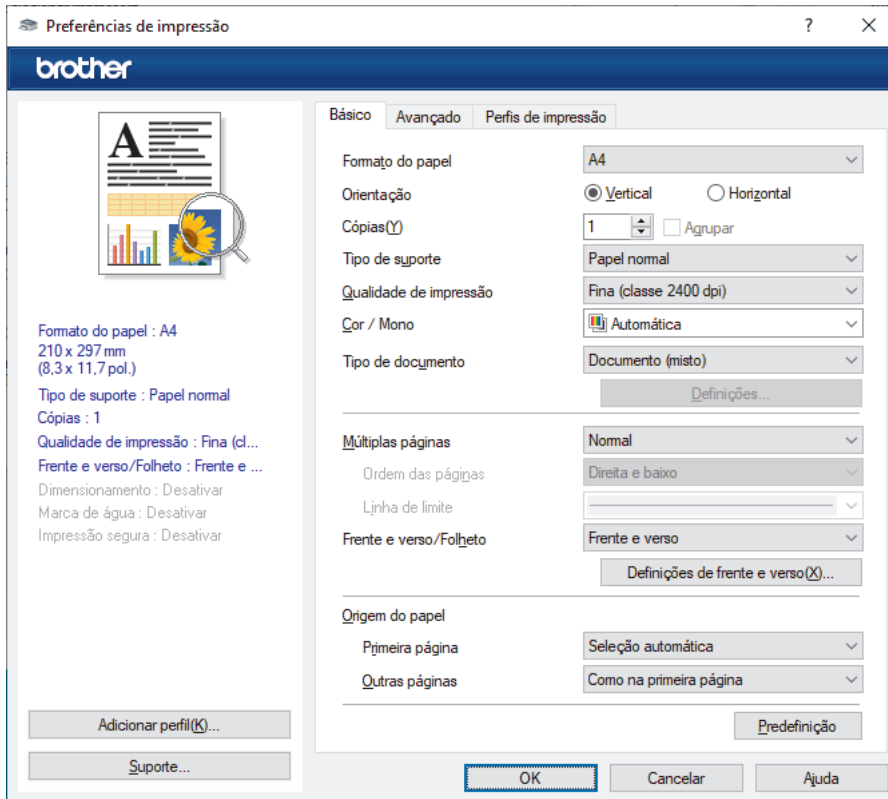 Preferências de impressão
brother
A
Formato do papel : A4
210 x 297 mm
(8,3 x 11,7 pol.)
Tipo de suporte : Papel normal
Cópias : 1
Qualidade de impressão : Fina (cl...
Frente e verso/Folheto : Frente e ...
Dimensionamento : Desativar
Marca de água : Desativar
Impressão segura : Desativar
Adicionar perfil(K)...
Suporte...
Básico Avançado Perfis de impressão
Formato do papel A4
Orientação Vertical Horizontal
Cópias(Y) 1 Agrupar
Tipo de suporte Papel normal
Qualidade de impressão Fina (classe 2400 dpi)
Cor / Mono Automática
Tipo de documento Documento (misto)
Definições...
Múltiplas páginas Normal
Ordem das páginas Direita e baixo
Linha de limite
Frente e verso/Folheto Frente e verso
Definições de frente e verso(X)...
Origem do papel
Primeira página Seleção automática
Outras páginas Como na primeira página
Predefinição
OK Cancelar Ajuda